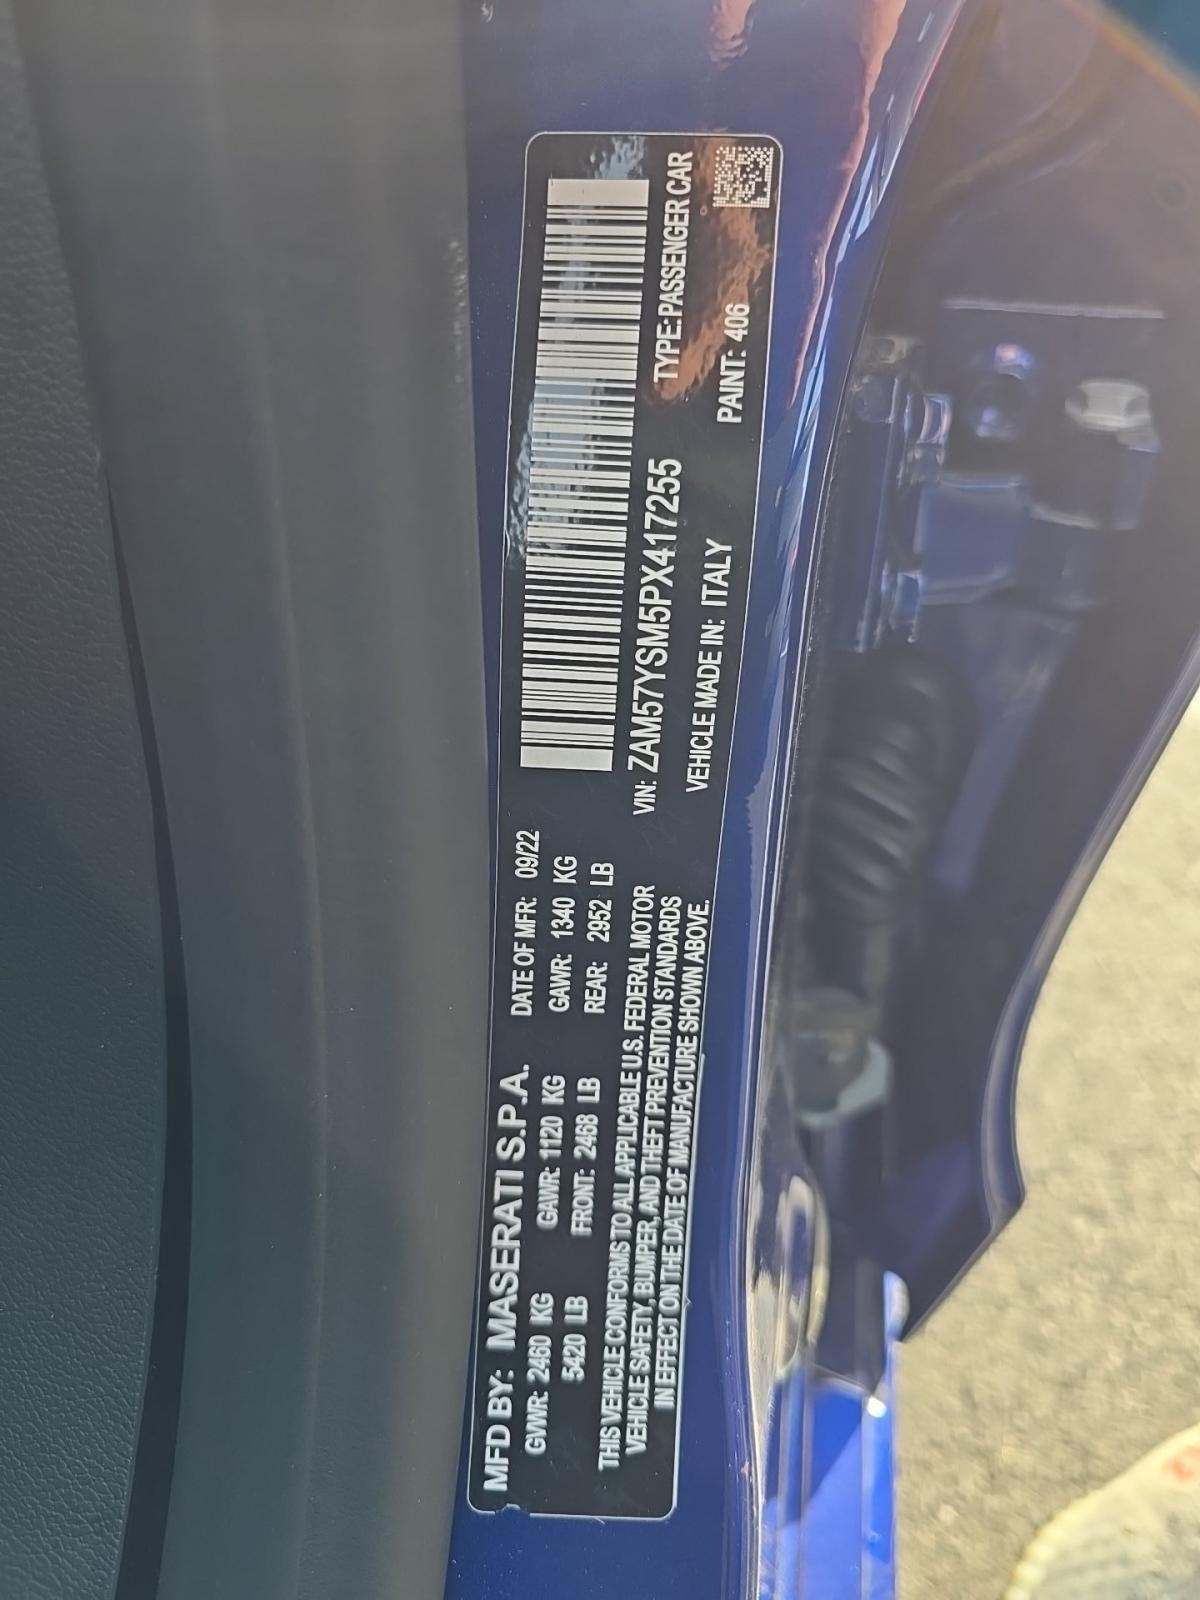 MFD BY: MASERATI S.P.A.
DATE OF MFR: 09/22
GVWR: 2460 KG GAWR: 1120 KG GAWR: 1340 KG
5420 LB FRONT: 2468 LB REAR: 2952 LB
THIS VEHICLE CONFORMS TO ALL APPLICABLE U.S. FEDERAL MOTOR
VEHICLE SAFETY, BUMPER, AND THEFT PREVENTION STANDARDS
IN EFFECT ON THE DATE OF MANUFACTURE SHOWN ABOVE.
VIN: ZAM57YSM5PX417255 TYPE: PASSENGER CAR
VEHICLE MADE IN: ITALY PAINT: 406